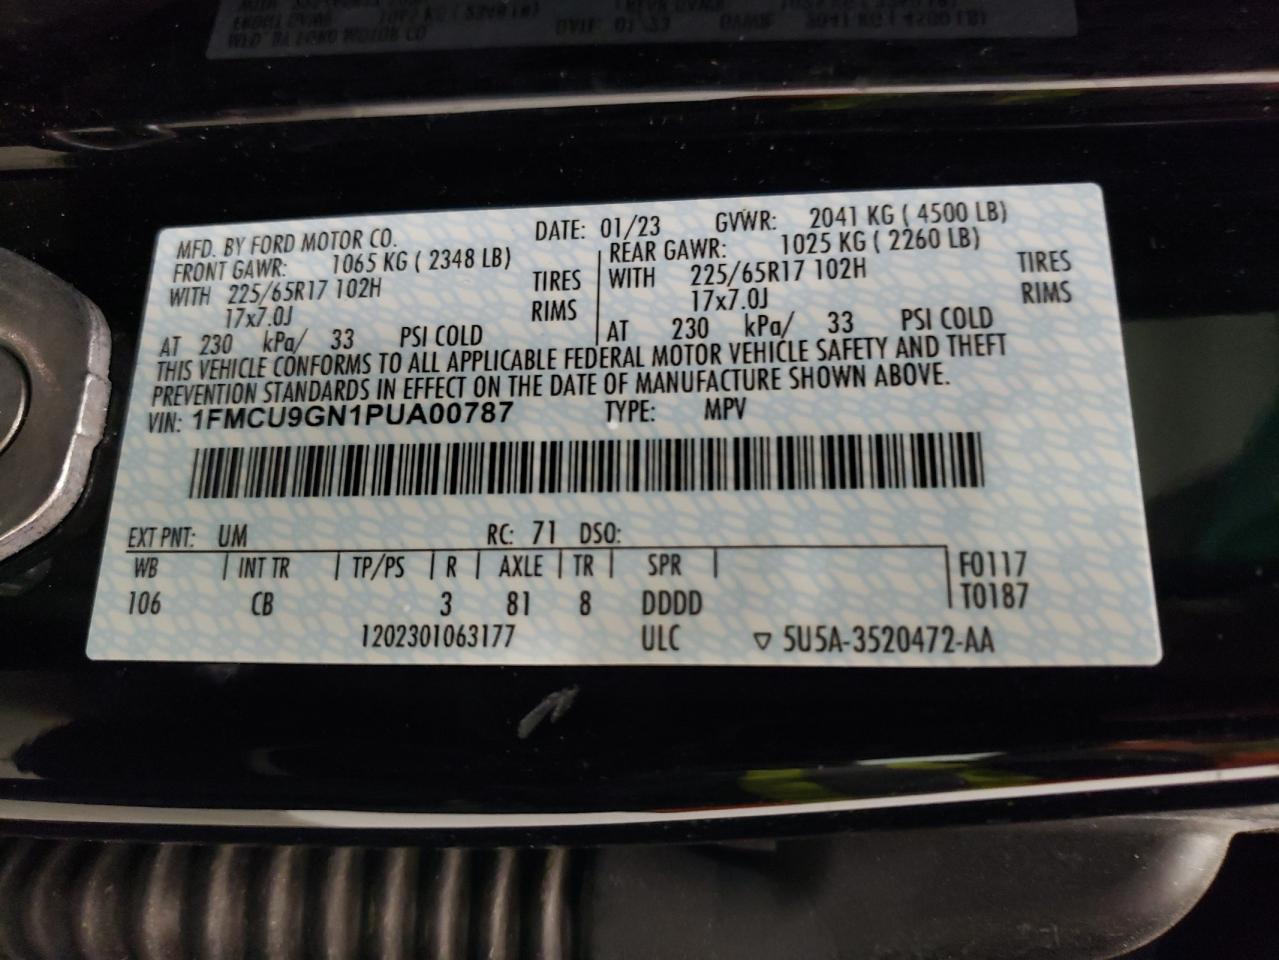 MFD. BY FORD MOTOR CO. DATE: 01/23 GVWR: 2041 KG ( 4500 LB)
FRONT GAWR: 1065 KG ( 2348 LB) REAR GAWR: 1025 KG ( 2260 LB)
WITH 225/65R17 102H TIRES WITH 225/65R17 102H TIRES
17x7.0J RIMS 17x7.0J RIMS
AT 230 kPa/ 33 PSI COLD AT 230 kPa/ 33 PSI COLD
THIS VEHICLE CONFORMS TO ALL APPLICABLE FEDERAL MOTOR VEHICLE SAFETY AND THEFT
PREVENTION STANDARDS IN EFFECT ON THE DATE OF MANUFACTURE SHOWN ABOVE.
VIN: 1FMCU9GN1PUA00787 TYPE: MPV
EXT PNT: UM RC: 71 DSO:
WB INT TR TP/PS R AXLE TR SPR F0117
106 CB 3 81 8 DDDD T0187
1202301063177 ULC ▽ 5U5A-3520472-AA